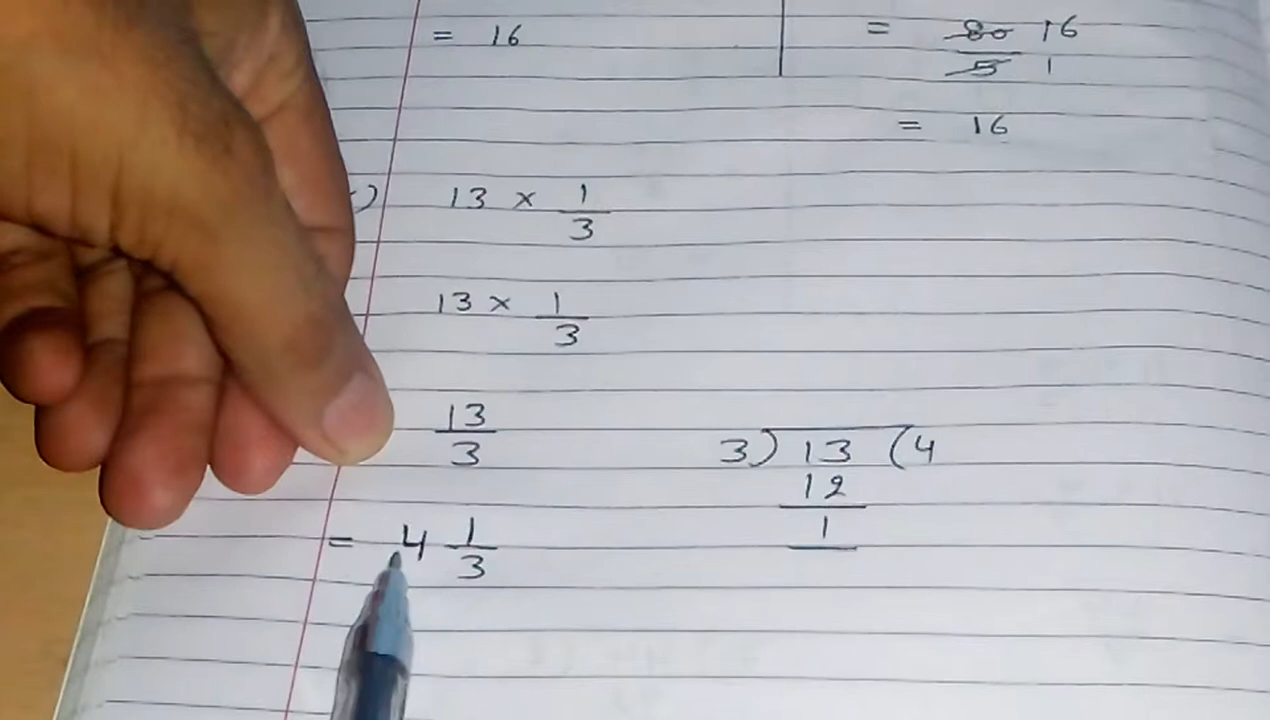 = 16
= 80 16
5 1
= 16
) 13 × 1/3
13 × 1/3
13/3
= 4 1/3
3) 13 (4
12
1